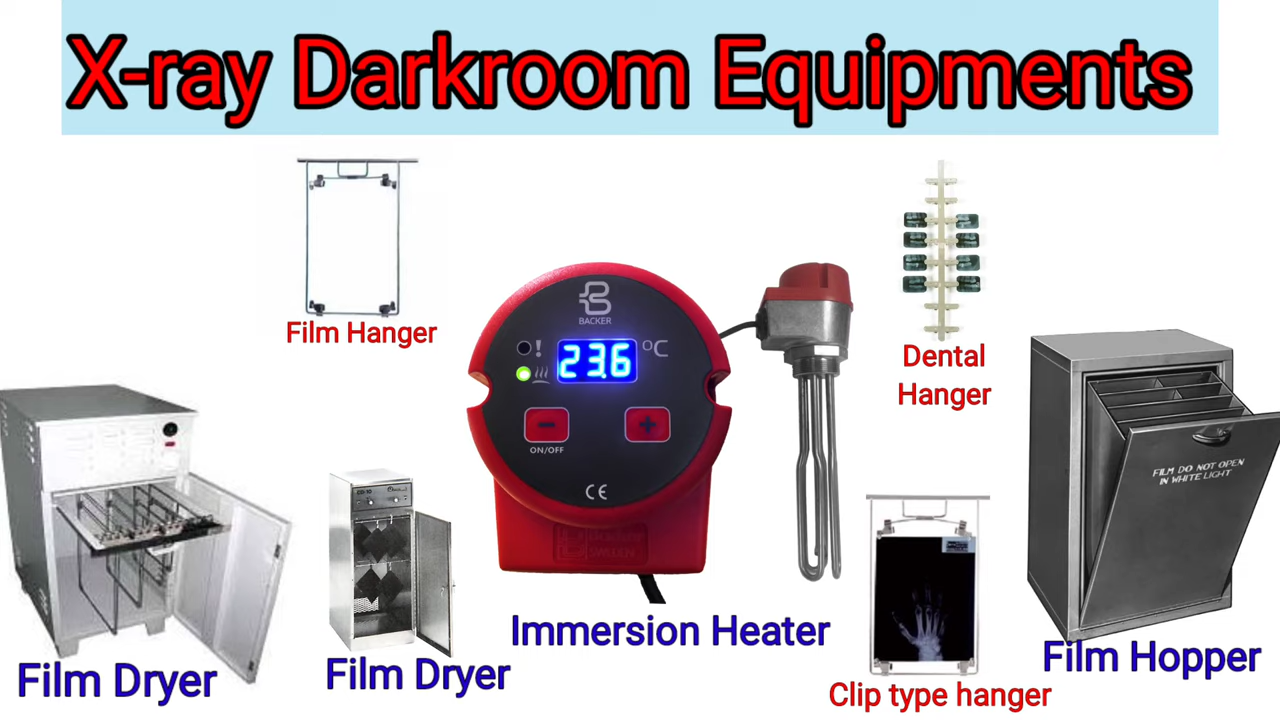 X-ray Darkroom Equipments
Film Hanger
BACKER
!
23.6 °C
ON/OFF
CE
SWEDEN
Dental
Hanger
FILM DO NOT OPEN
IN WHITE LIGHT
Film Dryer
Film Dryer
Immersion Heater
Clip type hanger
Film Hopper